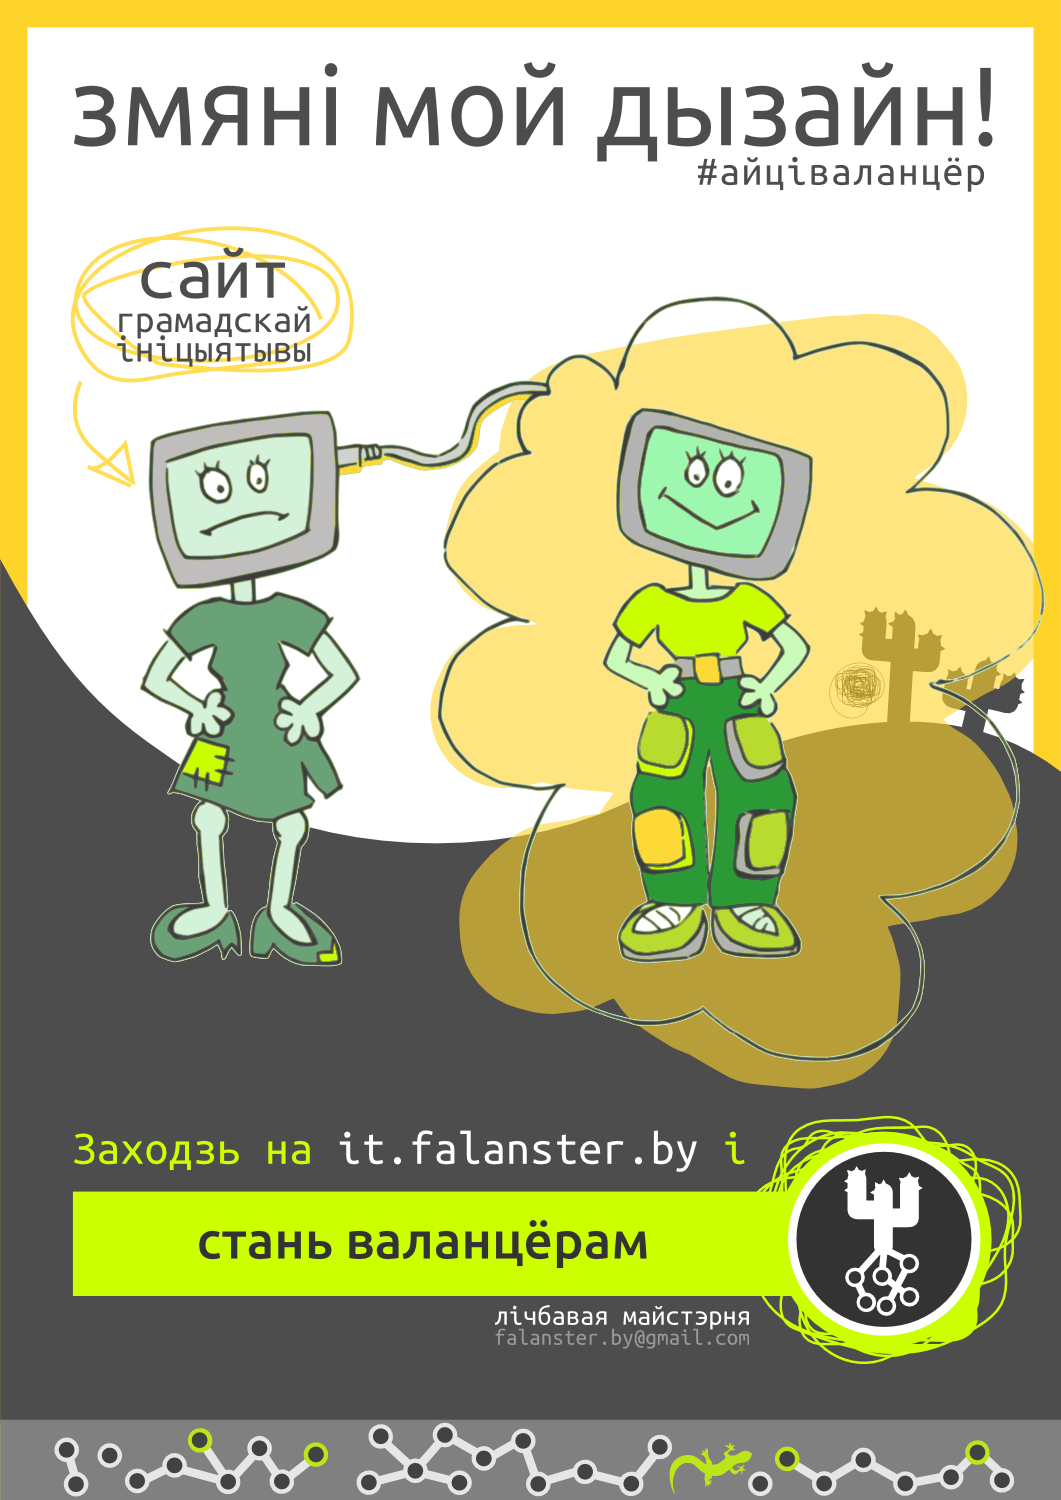 змяні мой дызайн!
#айціваланцёр
сайт
грамадскай
ініцыятывы
Заходзь на it.falanster.by і
стань валанцёрам
лічбавая майстэрня
falanster.by@gmail.com